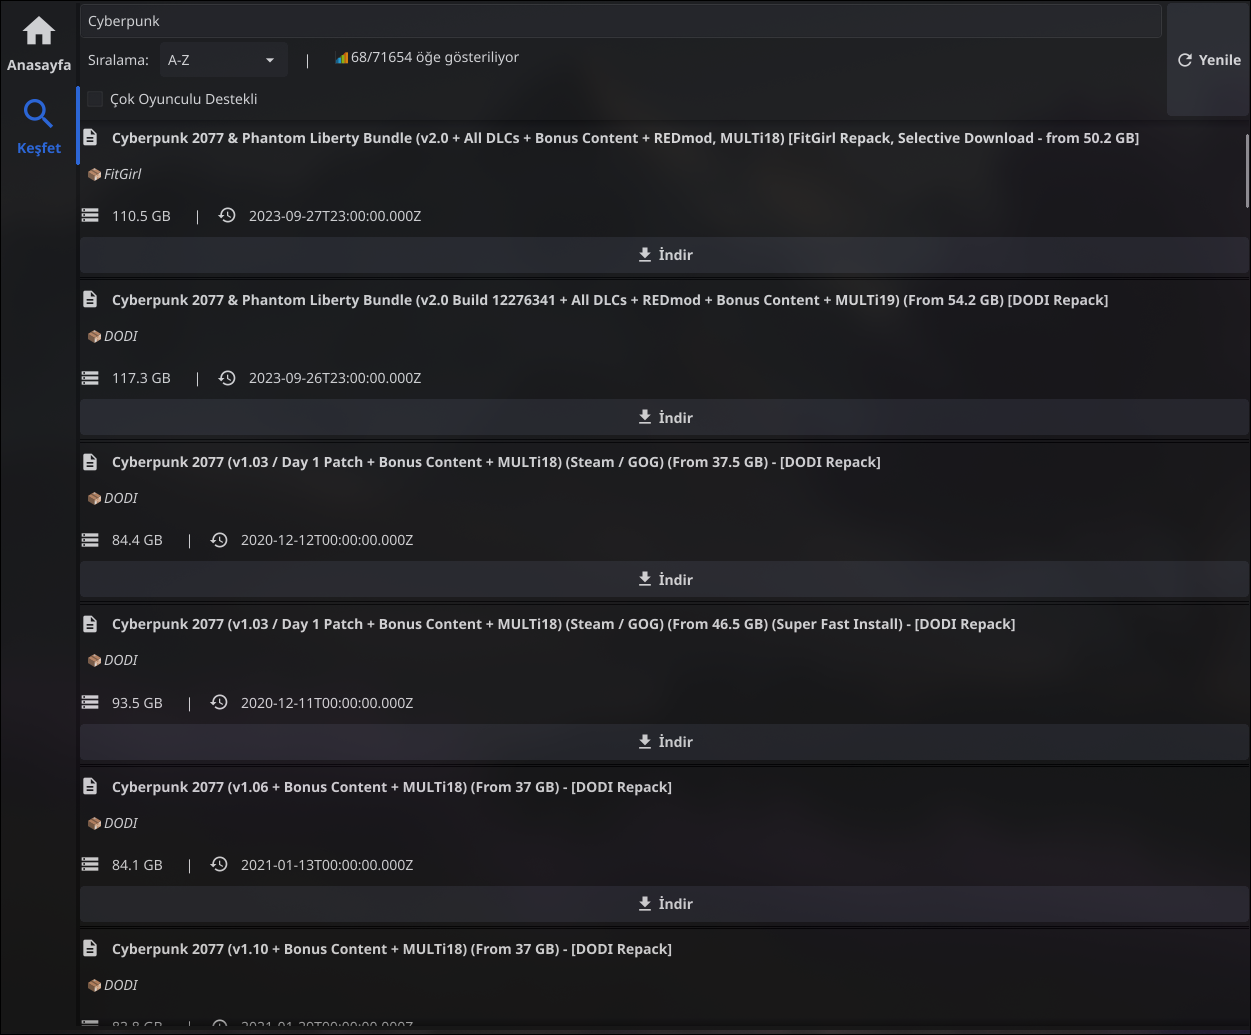 Cyberpunk
Anasayfa
Sıralama: A-Z | 68/71654 öğe gösteriliyor
Yenile
Çok Oyunculu Destekli
Keşfet
Cyberpunk 2077 & Phantom Liberty Bundle (v2.0 + All DLCs + Bonus Content + REDmod, MULTi18) [FitGirl Repack, Selective Download - from 50.2 GB]
FitGirl
110.5 GB | 2023-09-27T23:00:00.000Z
İndir
Cyberpunk 2077 & Phantom Liberty Bundle (v2.0 Build 12276341 + All DLCs + REDmod + Bonus Content + MULTi19) (From 54.2 GB) [DODI Repack]
DODI
117.3 GB | 2023-09-26T23:00:00.000Z
İndir
Cyberpunk 2077 (v1.03 / Day 1 Patch + Bonus Content + MULTi18) (Steam / GOG) (From 37.5 GB) - [DODI Repack]
DODI
84.4 GB | 2020-12-12T00:00:00.000Z
İndir
Cyberpunk 2077 (v1.03 / Day 1 Patch + Bonus Content + MULTi18) (Steam / GOG) (From 46.5 GB) (Super Fast Install) - [DODI Repack]
DODI
93.5 GB | 2020-12-11T00:00:00.000Z
İndir
Cyberpunk 2077 (v1.06 + Bonus Content + MULTi18) (From 37 GB) - [DODI Repack]
DODI
84.1 GB | 2021-01-13T00:00:00.000Z
İndir
Cyberpunk 2077 (v1.10 + Bonus Content + MULTi18) (From 37 GB) - [DODI Repack]
DODI